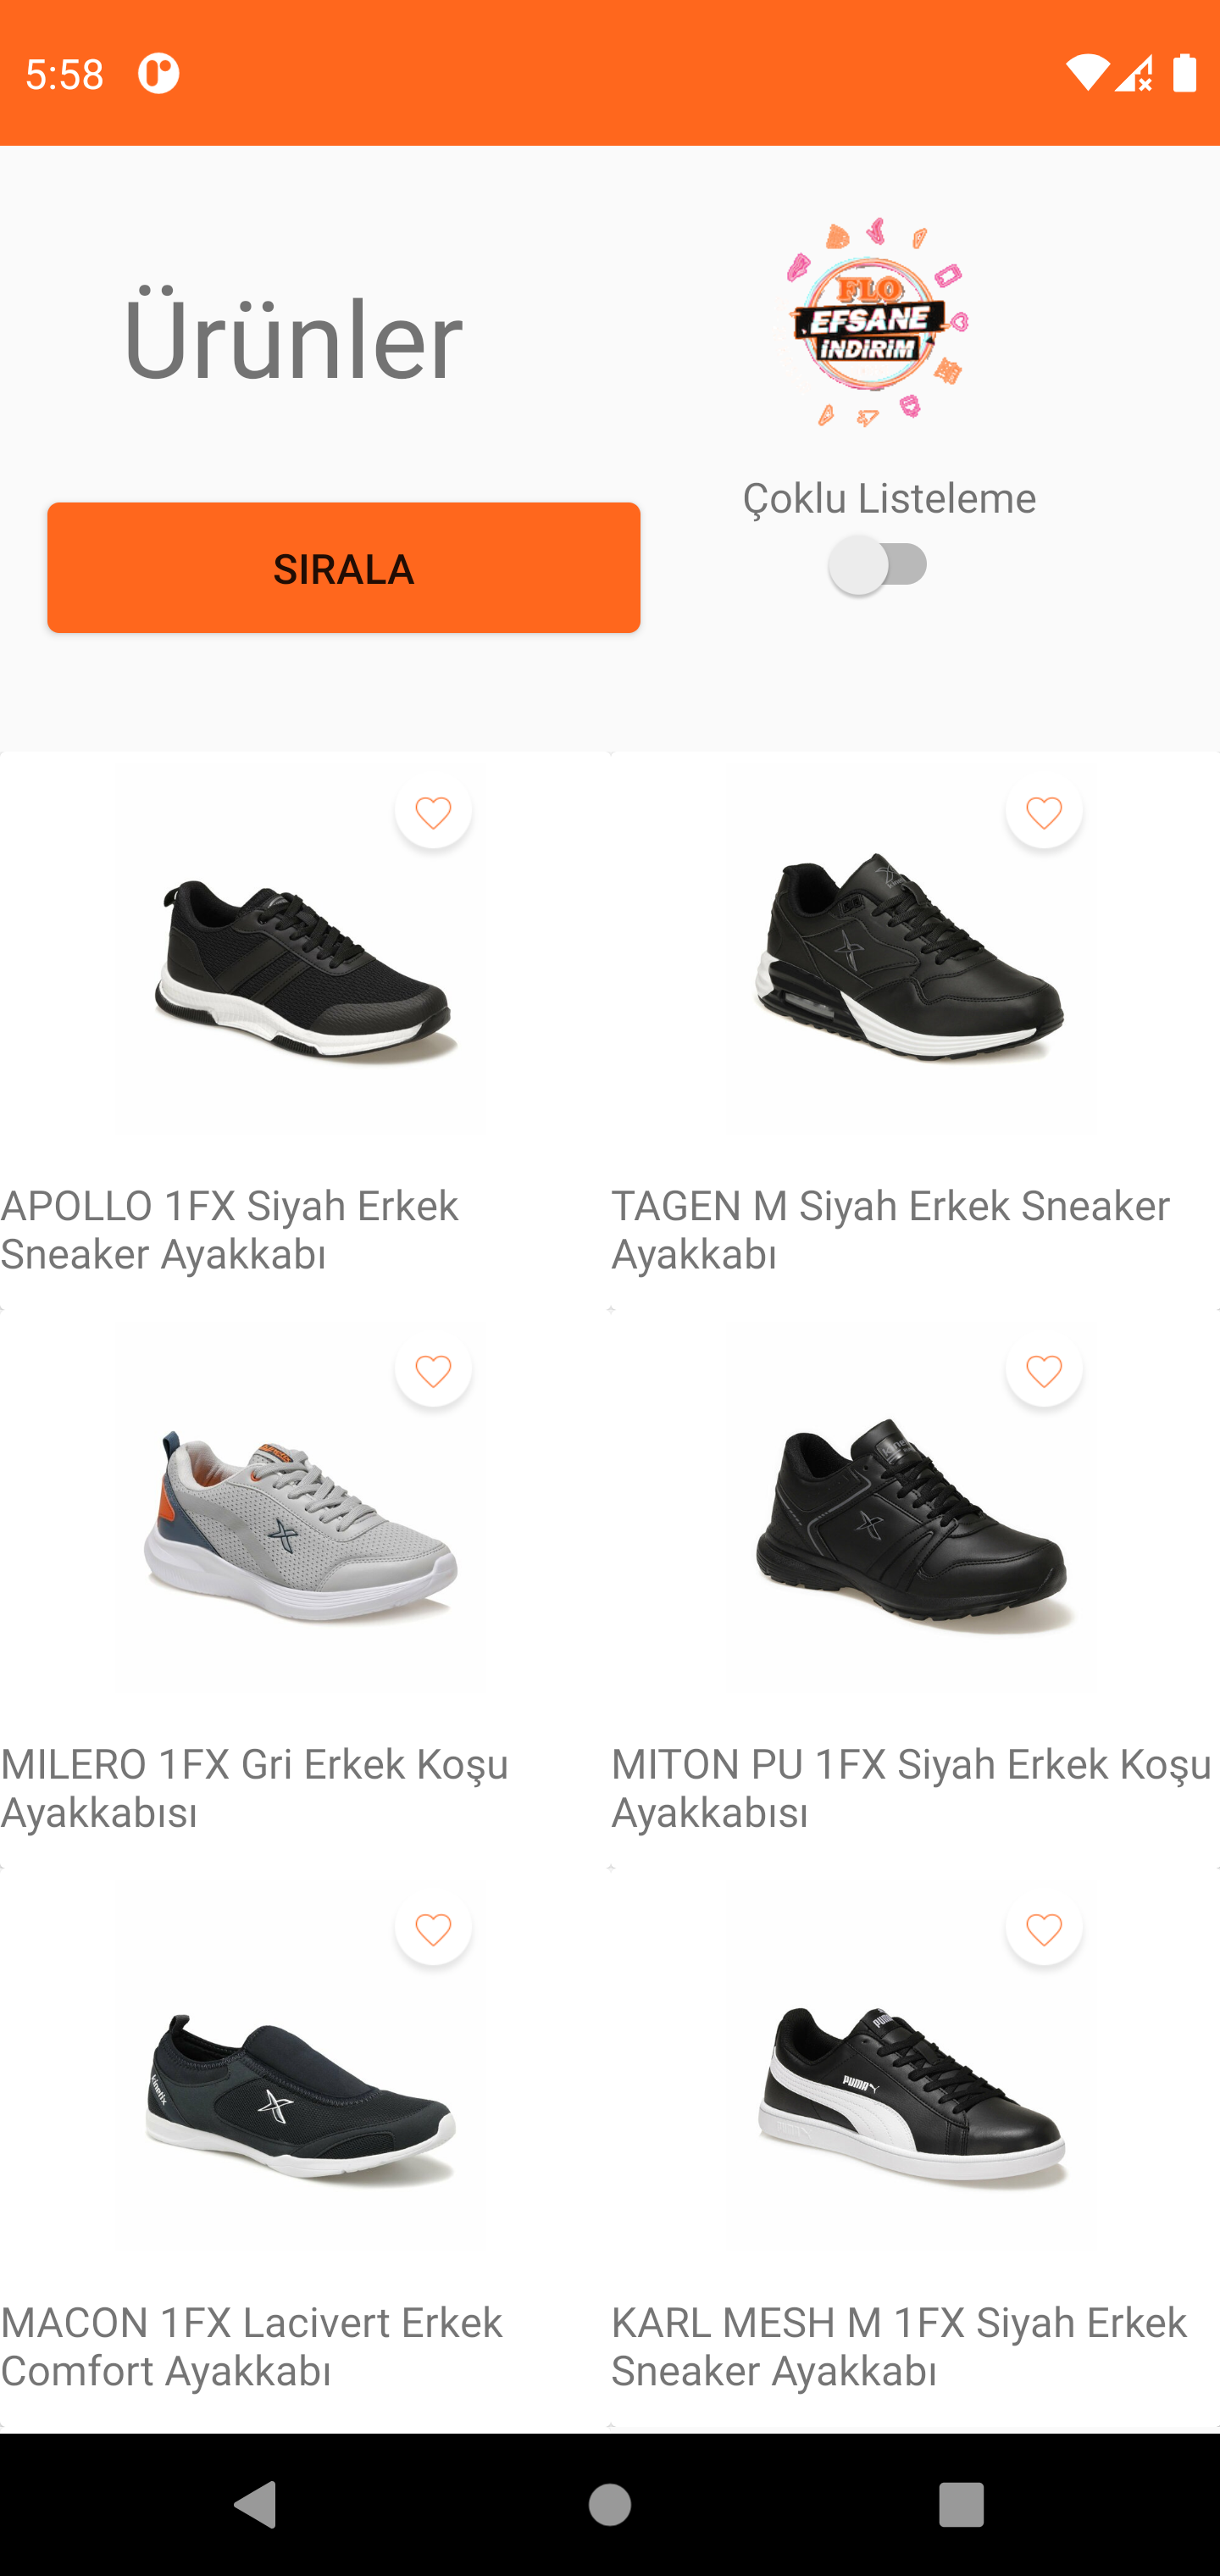 5:58
Ürünler
FLO
EFSANE
İNDİRİM
Çoklu Listeleme
SIRALA
APOLLO 1FX Siyah Erkek
Sneaker Ayakkabı
TAGEN M Siyah Erkek Sneaker
Ayakkabı
MILERO 1FX Gri Erkek Koşu
Ayakkabısı
MITON PU 1FX Siyah Erkek Koşu
Ayakkabısı
kinetix
PUMA
MACON 1FX Lacivert Erkek
Comfort Ayakkabı
KARL MESH M 1FX Siyah Erkek
Sneaker Ayakkabı